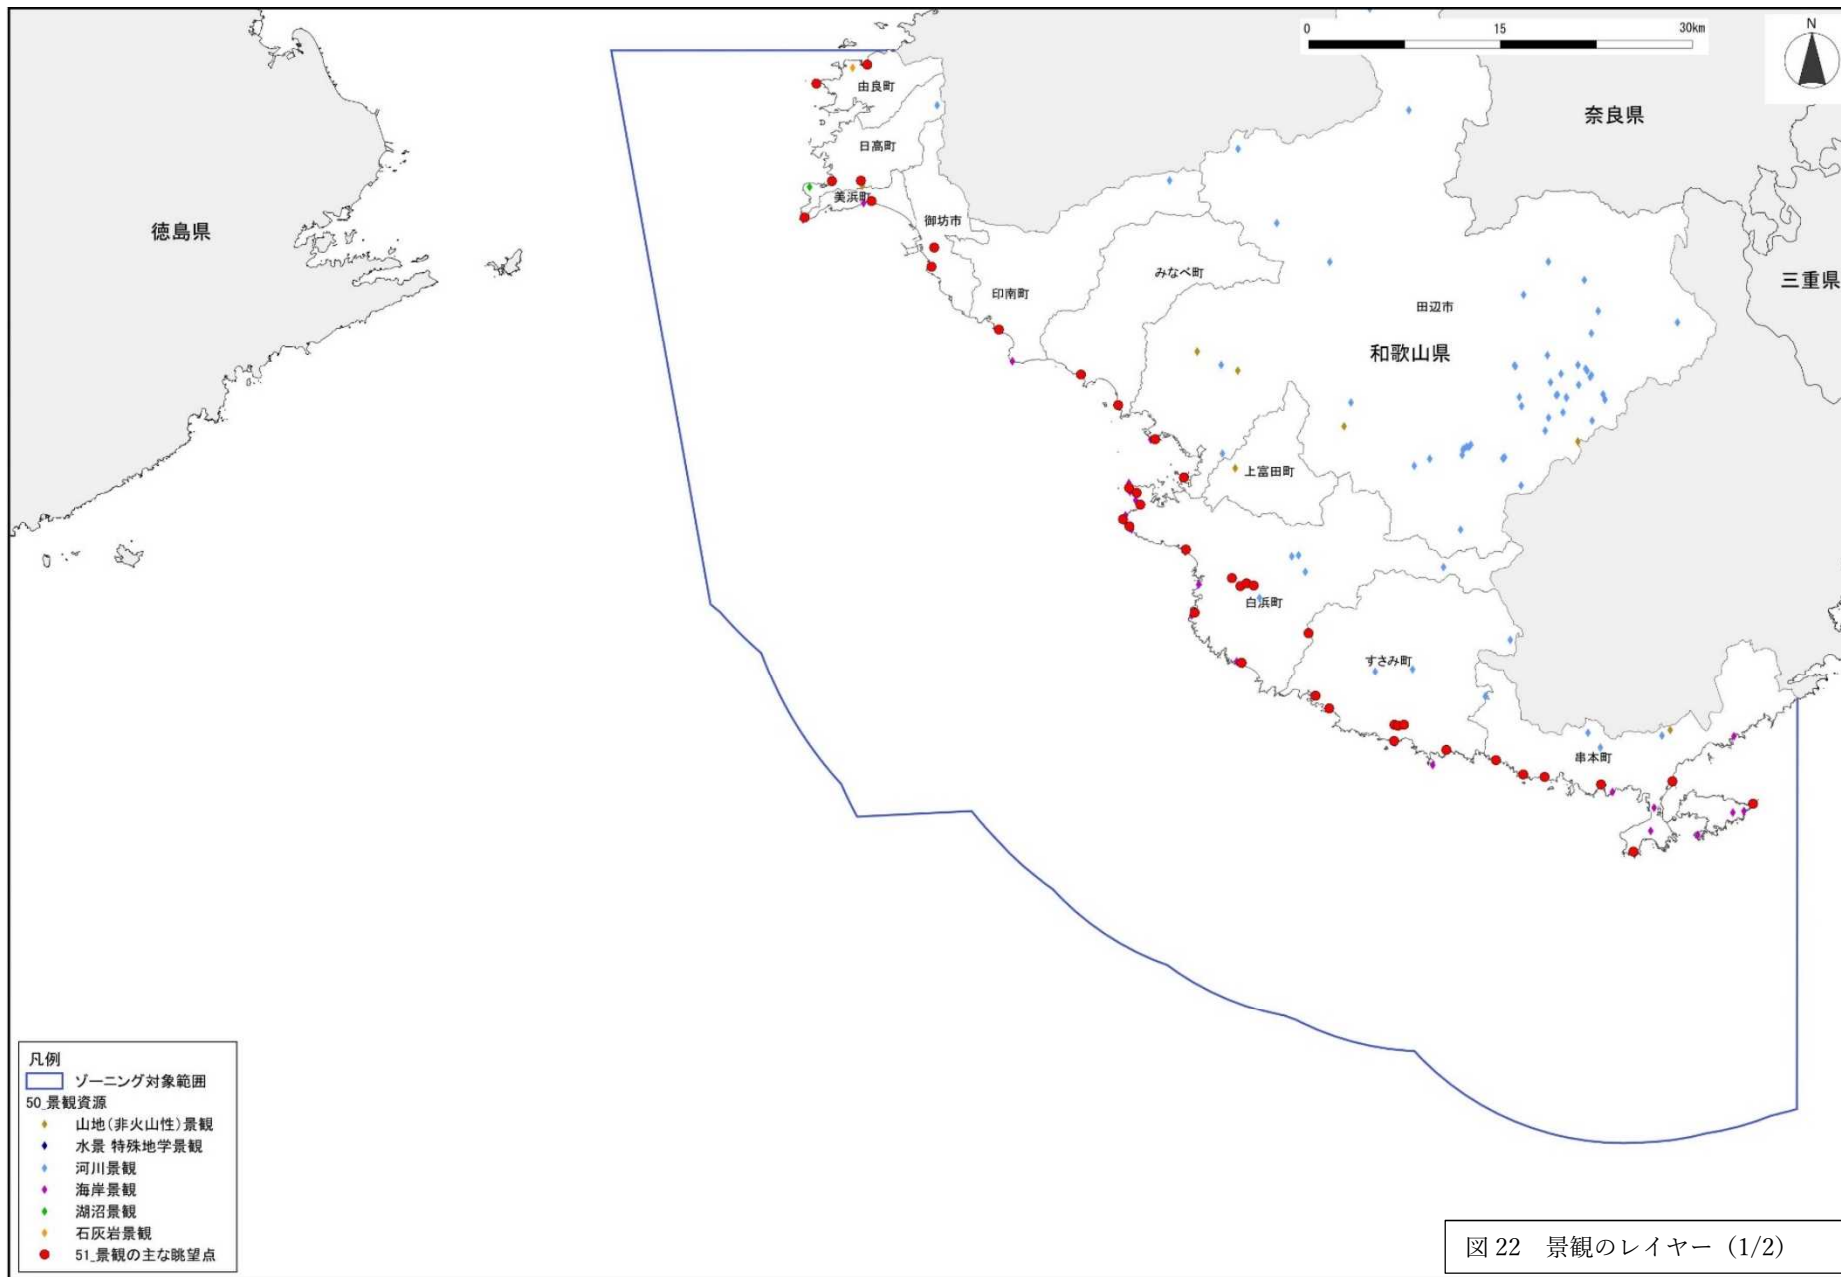 0 15 30km
N
由良町
奈良県
日高町
美浜町
徳島県
御坊市
みなべ町
三重県
印南町
田辺市
和歌山県
上富田町
白浜町
すさみ町
串本町
凡例
ゾーニング対象範囲
50_景観資源
山地(非火山性)景観
水景 特殊地学景観
河川景観
海岸景観
湖沼景観
石灰岩景観
51_景観の主な眺望点
図 22 景観のレイヤー (1/2)